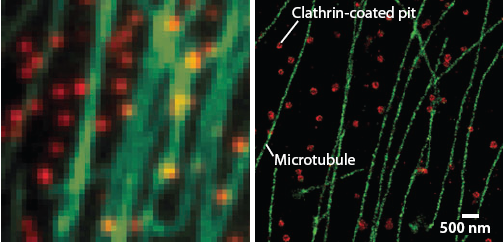 Clathrin-coated pit
Microtubule
500 nm